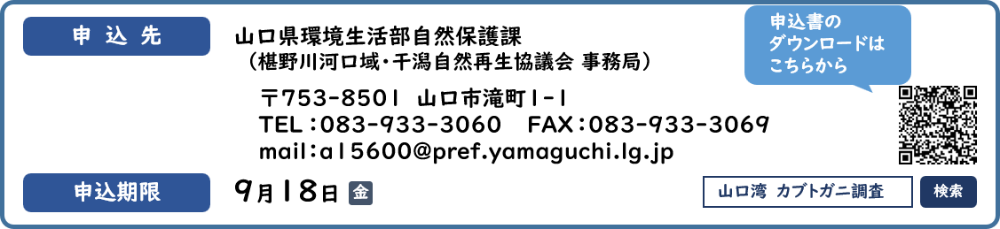 申込先
山口県環境生活部自然保護課
（椹野川河口域・干潟自然再生協議会 事務局）
〒753-8501 山口市滝町1-1
TEL：083-933-3060 FAX：083-933-3069
mail：a15600@pref.yamaguchi.lg.jp
申込書の
ダウンロードは
こちらから
申込期限
9月18日 金
山口湾 カブトガニ調査
検索